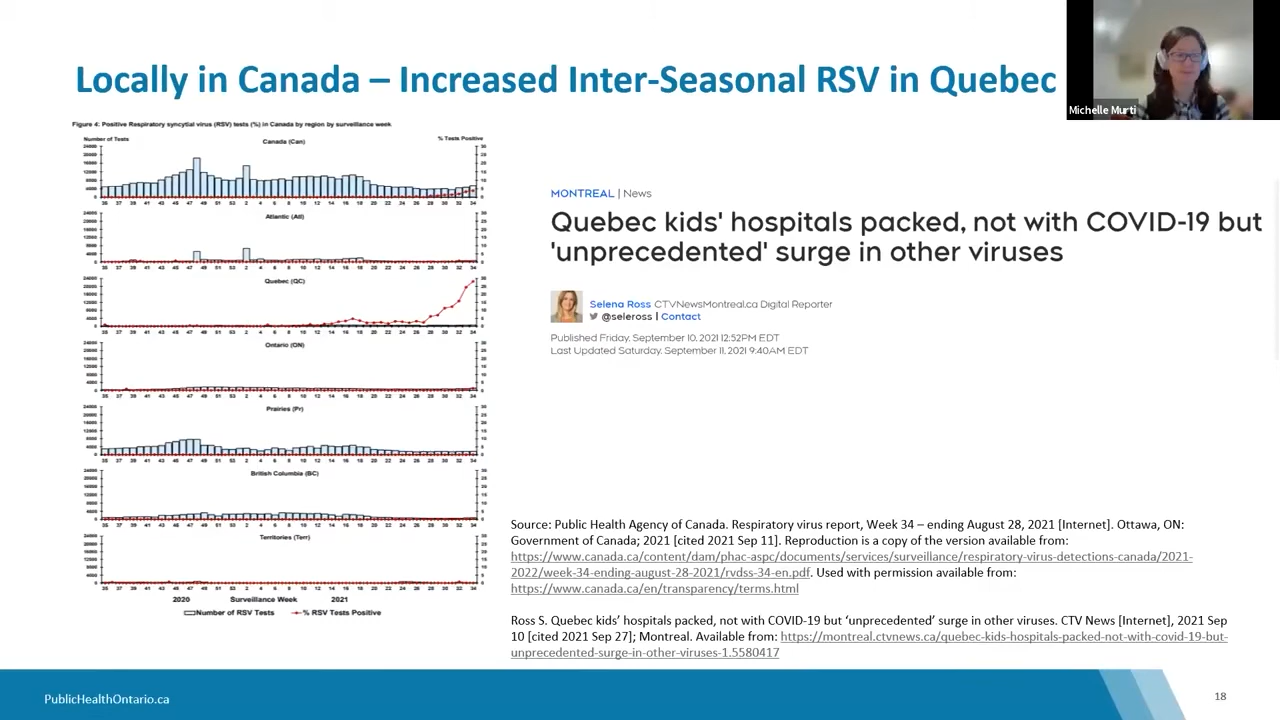 Locally in Canada – Increased Inter-Seasonal RSV in Quebec
Michelle Murti
Figure 4: Positive Respiratory syncytial virus (RSV) tests (%) in Canada by region by surveillance week
Number of Tests
Canada (Can)
% Tests Positive
Atlantic (Atl)
Quebec (QC)
Ontario (ON)
Prairies (Pr)
British Columbia (BC)
Territories (Terr)
2020 Surveillance Week 2021
Number of RSV Tests % RSV Tests Positive
MONTREAL | News
Quebec kids' hospitals packed, not with COVID-19 but
'unprecedented' surge in other viruses
Selena Ross CTVNewsMontreal.ca Digital Reporter
@seleross | Contact
Published Friday, September 10, 2021 12:52PM EDT
Last Updated Saturday, September 11, 2021 9:40AM EDT
Source: Public Health Agency of Canada. Respiratory virus report, Week 34 – ending August 28, 2021 [Internet]. Ottawa, ON:
Government of Canada; 2021 [cited 2021 Sep 11]. Reproduction is a copy of the version available from:
https://www.canada.ca/content/dam/phac-aspc/documents/services/surveillance/respiratory-virus-detections-canada/2021-
2022/week-34-ending-august-28-2021/rvdss-34-en.pdf. Used with permission available from:
https://www.canada.ca/en/transparency/terms.html
Ross S. Quebec kids' hospitals packed, not with COVID-19 but 'unprecedented' surge in other viruses. CTV News [Internet], 2021 Sep
10 [cited 2021 Sep 27]; Montreal. Available from: https://montreal.ctvnews.ca/quebec-kids-hospitals-packed-not-with-covid-19-but-
unprecedented-surge-in-other-viruses-1.5580417
PublicHealthOntario.ca
18